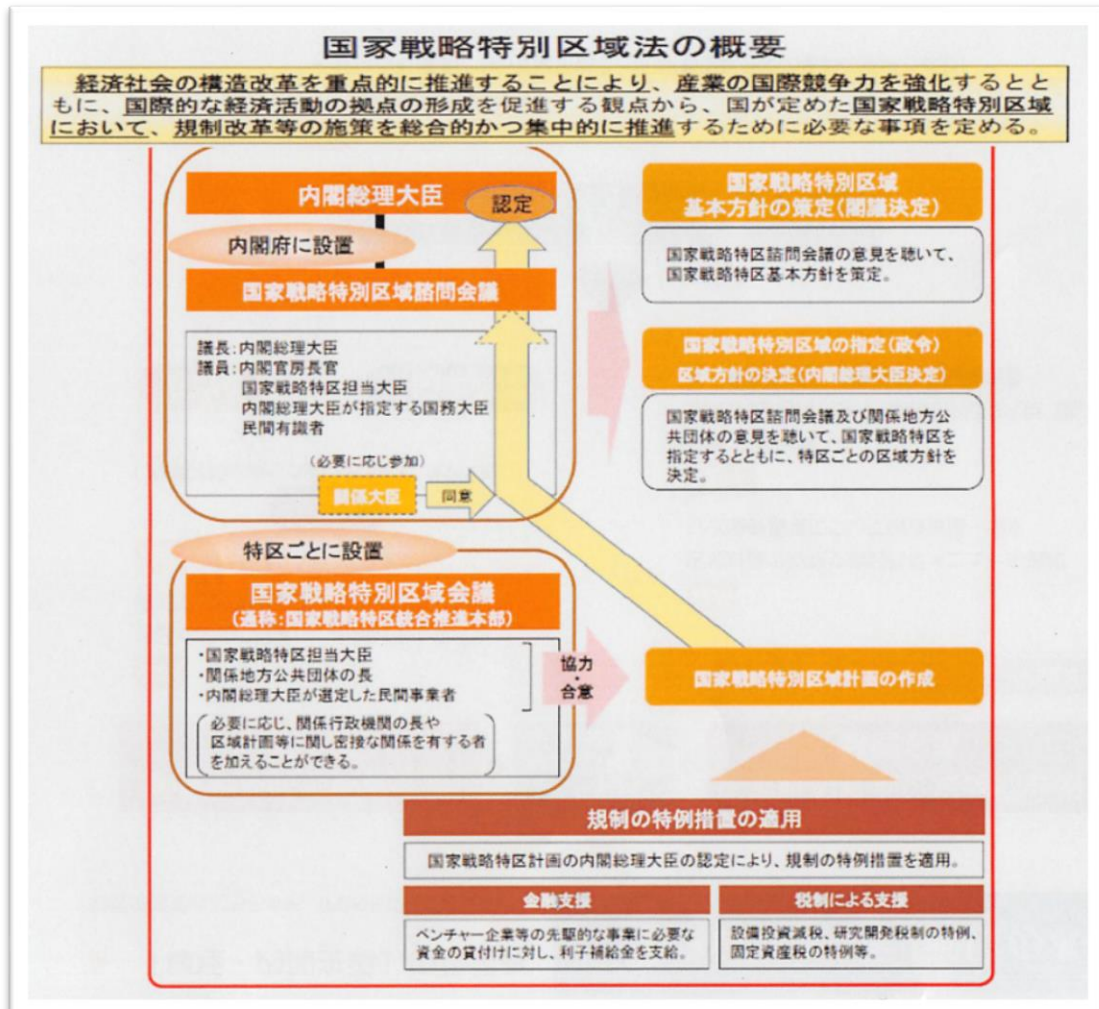 国家戦略特別区域法の概要
経済社会の構造改革を重点的に推進することにより、産業の国際競争力を強化するとと
もに、国際的な経済活動の拠点の形成を促進する観点から、国が定めた国家戦略特別区域
において、規制改革等の施策を総合的かつ集中的に推進するために必要な事項を定める。
内閣総理大臣
認定
内閣府に設置
国家戦略特別区域諮問会議
議長:内閣総理大臣
議員:内閣官房長官
国家戦略特区担当大臣
内閣総理大臣が指定する国務大臣
民間有識者
(必要に応じ参加)
関係大臣
同意
国家戦略特別区域
基本方針の策定(閣議決定)
国家戦略特区諮問会議の意見を聴いて、
国家戦略特区基本方針を策定。
国家戦略特別区域の指定(政令)
区域方針の決定(内閣総理大臣決定)
国家戦略特区諮問会議及び関係地方公
共団体の意見を聴いて、国家戦略特区を
指定するとともに、特区ごとの区域方針を
決定。
特区ごとに設置
国家戦略特別区域会議
(通称:国家戦略特区統合推進本部)
・国家戦略特区担当大臣
・関係地方公共団体の長
・内閣総理大臣が選定した民間事業者
必要に応じ、関係行政機関の長や
区域計画等に関し密接な関係を有する者
を加えることができる。
協力
・
合意
国家戦略特別区域計画の作成
規制の特例措置の適用
国家戦略特区計画の内閣総理大臣の認定により、規制の特例措置を適用。
金融支援
ベンチャー企業等の先駆的な事業に必要な
資金の貸付けに対し、利子補給金を支給。
税制による支援
設備投資減税、研究開発税制の特例、
固定資産税の特例等。